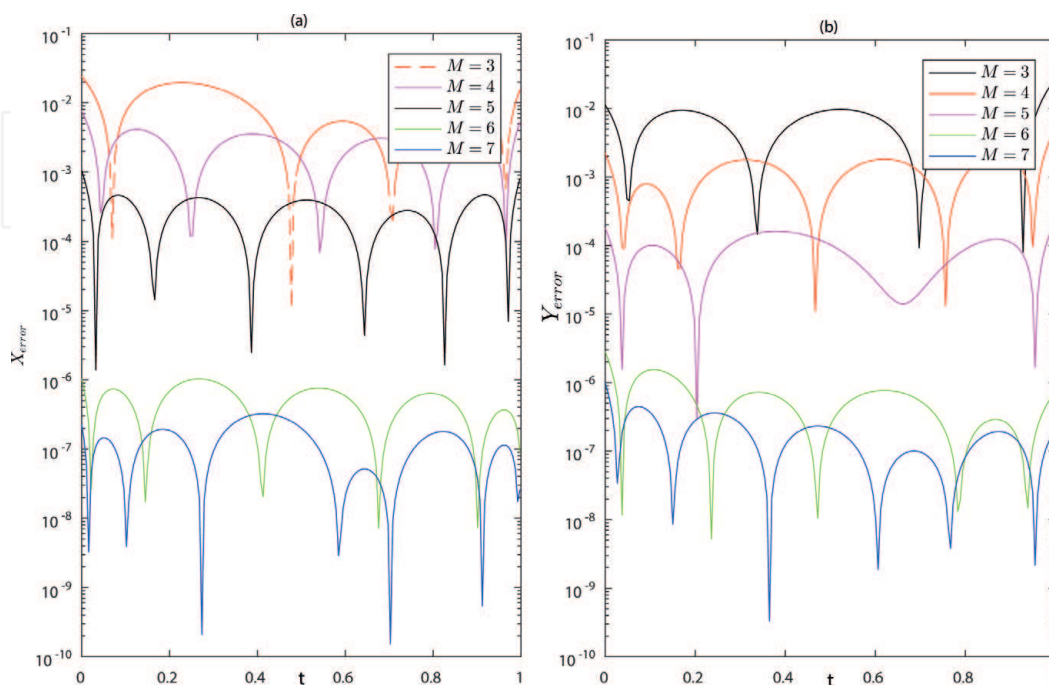 (a)
10^-1
10^-2
10^-3
10^-4
10^-5
10^-6
10^-7
10^-8
10^-9
10^-10
X_error
0 0.2 0.4 0.6 0.8 1
t
M = 3
M = 4
M = 5
M = 6
M = 7
(b)
10^-1
10^-2
10^-3
10^-4
10^-5
10^-6
10^-7
10^-8
10^-9
10^-10
Y_error
0 0.2 0.4 0.6 0.8
t
M = 3
M = 4
M = 5
M = 6
M = 7